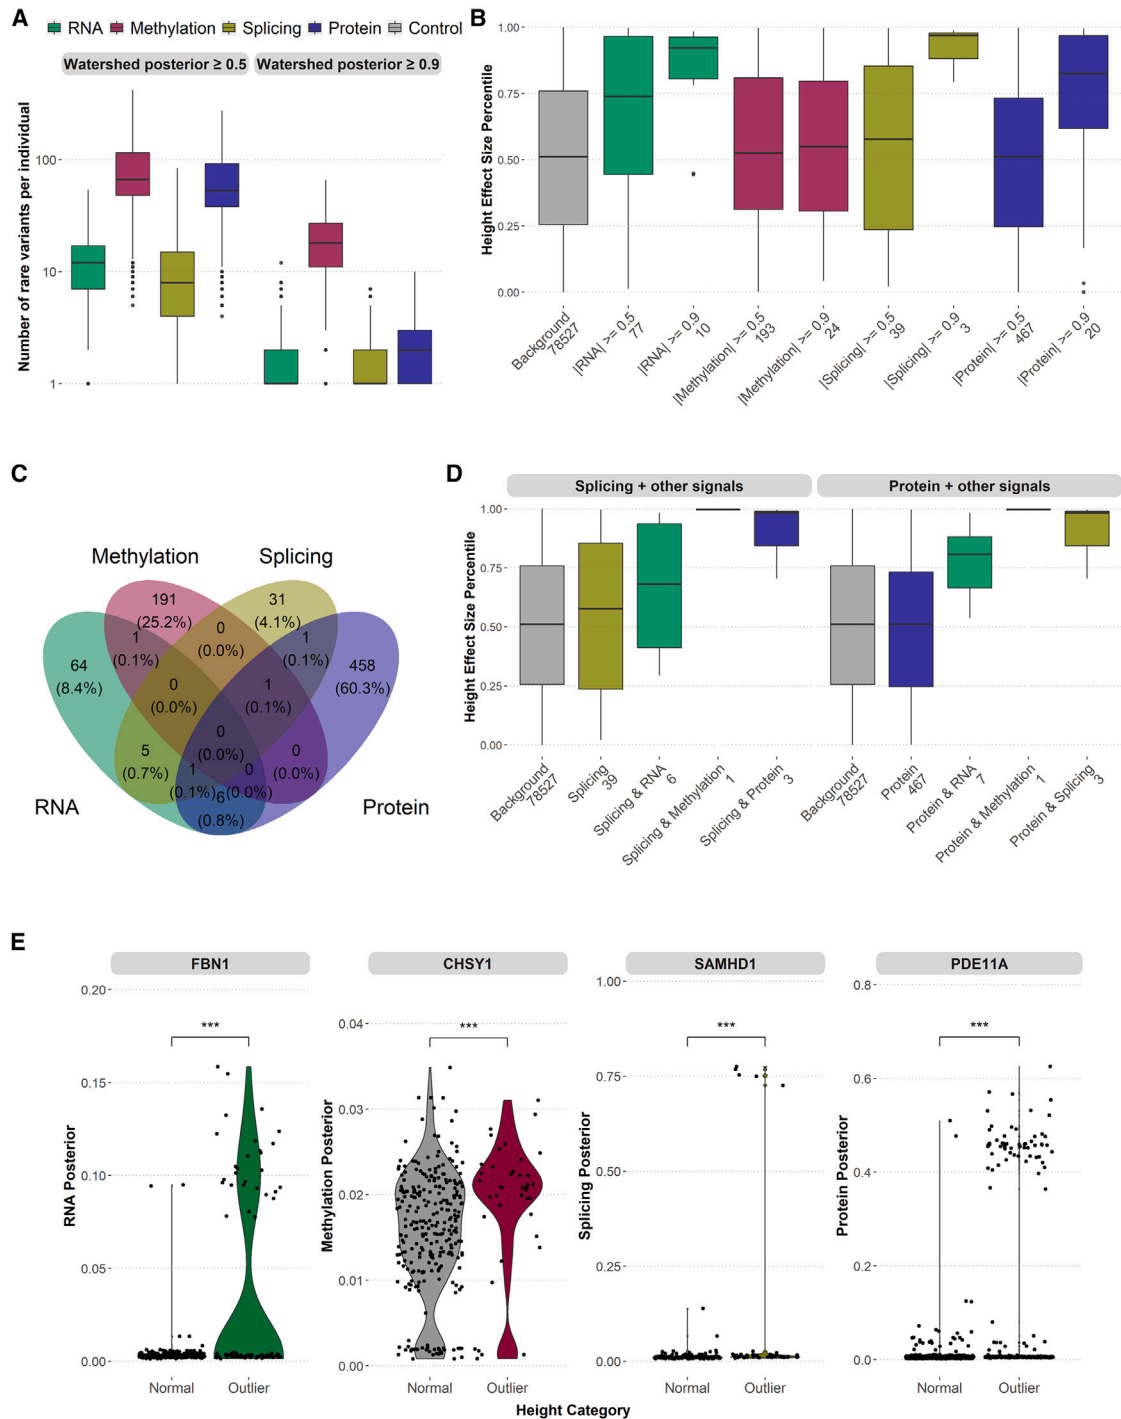 A
RNA Methylation Splicing Protein Control
Watershed posterior ≥ 0.5 Watershed posterior ≥ 0.9
Number of rare variants per individual
100
10
1
B
Height Effect Size Percentile
1.00
0.75
0.50
0.25
0.00
Background
78527
|RNA| >= 0.5
77
|RNA| >= 0.9
10
|Methylation| >= 0.5
193
|Methylation| >= 0.9
24
|Splicing| >= 0.5
39
|Splicing| >= 0.9
3
|Protein| >= 0.5
467
|Protein| >= 0.9
20
C
Methylation Splicing
RNA Protein
191
(25.2%)
31
(4.1%)
0
(0.0%)
1
(0.1%)
1
(0.1%)
64
(8.4%)
458
(60.3%)
0
(0.0%)
1
(0.1%)
0
(0.0%)
5
(0.7%)
0
(0.0%)
1
(0.1%)
0
(0.0%)
6
(0.8%)
D
Splicing + other signals Protein + other signals
Height Effect Size Percentile
1.00
0.75
0.50
0.25
0.00
Background
78527
Splicing
39
Splicing & RNA
6
Splicing & Methylation
1
Splicing & Protein
3
Background
78527
Protein
467
Protein & RNA
7
Protein & Methylation
1
Protein & Splicing
3
E
FBN1
RNA Posterior
0.20
0.15
0.10
0.05
0.00
***
Normal Outlier
CHSY1
Methylation Posterior
0.04
0.03
0.02
0.01
0.00
***
Normal Outlier
SAMHD1
Splicing Posterior
1.00
0.75
0.50
0.25
0.00
***
Normal Outlier
PDE11A
Protein Posterior
0.8
0.6
0.4
0.2
0.0
***
Normal Outlier
Height Category